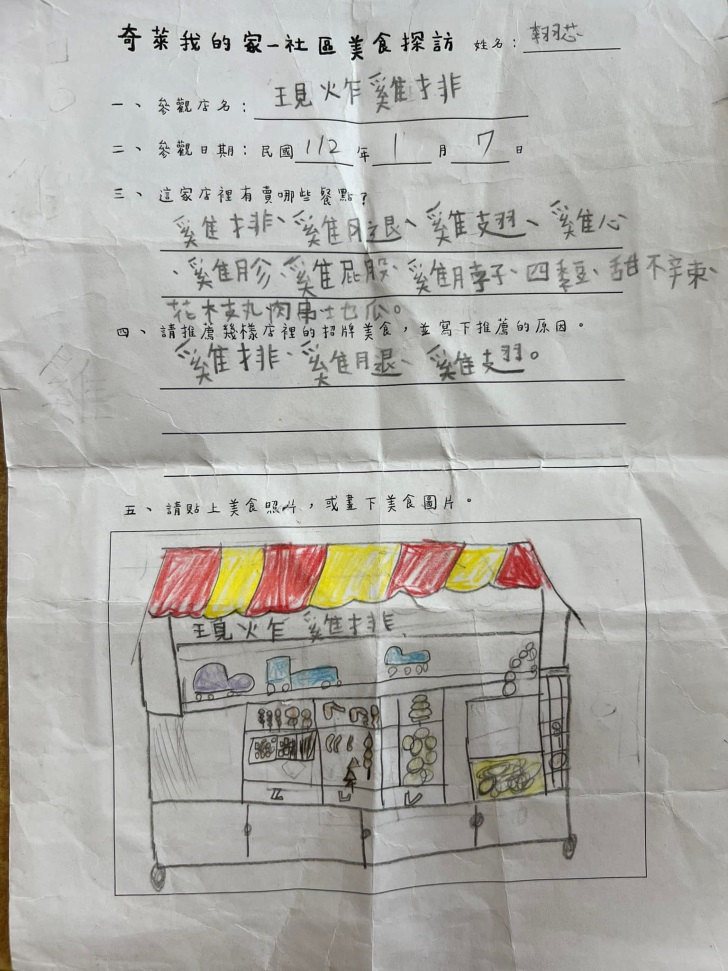 奇萊我的家-社區美食探訪 姓名:翱芯
一、參觀店名:現炸雞排
二、參觀日期:民國112年1月7日
三、這家店裡有賣哪些餐點?
雞排、雞腿、雞翅、雞心
、雞胗、雞屁股、雞脖子、四季豆、甜不辣、
花枝丸肉串地瓜。
四、請推薦幾樣店裡的招牌美食,並寫下推薦的原因。
雞排、雞腿、雞翅。
雞
五、請貼上美食照片,或畫下美食圖片。
現炸 雞排